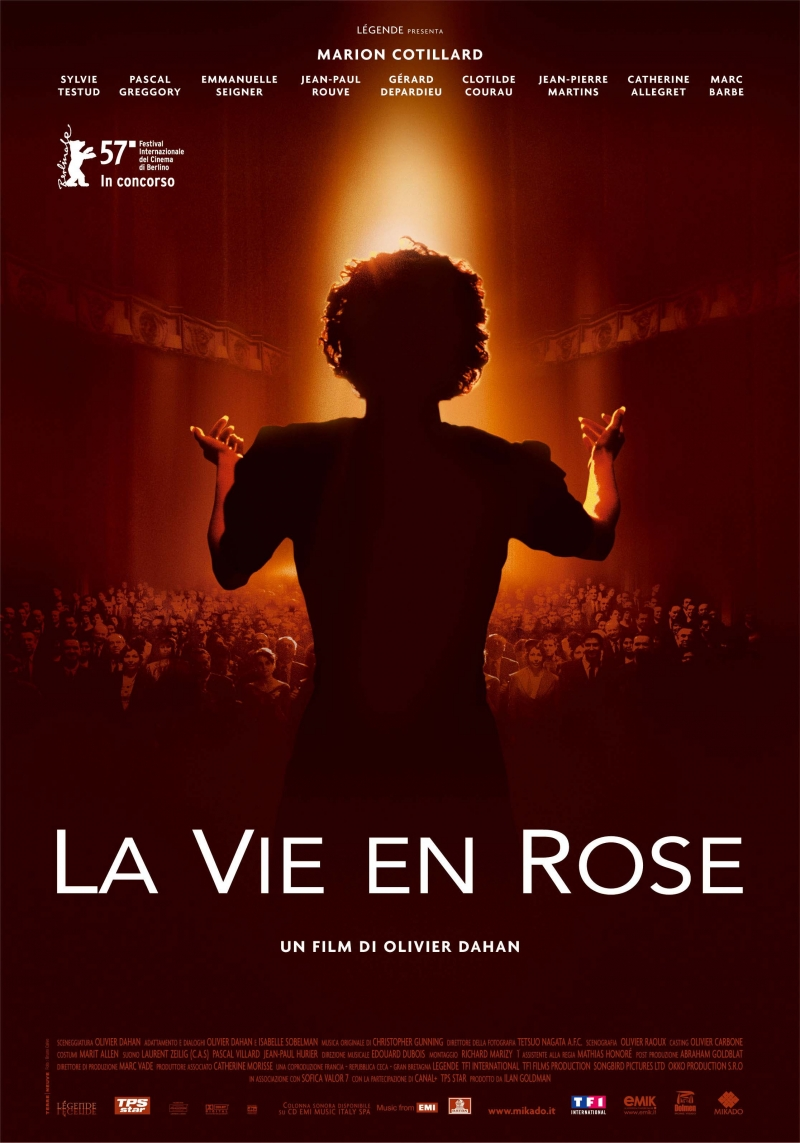 LÉGENDE PRESENTA
MARION COTILLARD
SYLVIE TESTUD
PASCAL GREGGORY
EMMANUELLE SEIGNER
JEAN-PAUL ROUVE
GÉRARD DEPARDIEU
CLOTILDE COURAU
JEAN-PIERRE MARTINS
CATHERINE ALLEGRET
MARC BARBE
Berlinale
57 Festival
Internazionale
del Cinema
di Berlino
In concorso
LA VIE EN ROSE
UN FILM DI OLIVIER DAHAN
SCENEGGIATURA OLIVIER DAHAN ADATTAMENTO E DIALOGHI OLIVIER DAHAN E ISABELLE SOBELMAN MUSICA ORIGINALE DI CHRISTOPHER GUNNING DIRETTORE DELLA FOTOGRAFIA TETSUO NAGATA A.F.C. SCENOGRAFIA OLIVIER RAOUX CASTING OLIVIER CARBONE
COSTUMI MARIT ALLEN SUONO LAURENT ZEILIG (C.A.S) PASCAL VILLARD JEAN-PAUL HURIER DIREZIONE MUSICALE EDOUARD DUBOIS MONTAGGIO RICHARD MARIZY 1 ASSISTENTE ALLA REGIA MATHIAS HONORÉ POST PRODUZIONE ABRAHAM GOLDBLAT
DIRETTORE DI PRODUZIONE MARC VADE PRODUTTORE ASSOCIATO CATHERINE MORISSE UNA COPRODUZIONE FRANCIA - REPUBBLICA CECA - GRAN BRETAGNA LEGENDE TF1 INTERNATIONAL TF1 FILMS PRODUCTION SONGBIRD PICTURES LTD OKKO PRODUCTION S.R.O
IN ASSOCIAZIONE CON SOFICA VALOR 7 CON LA PARTECIPAZIONE DI CANAL+ TPS STAR PRODOTTO DA ILAN GOLDMAN
LÉGENDE
TPS star
COLONNA SONORA DISPONIBILE
SU CD EMI MUSIC ITALY SPA
Music from EMI
www.mikado.it
TF1
INTERNATIONAL
EMIK
www.emik.it
MIKADO